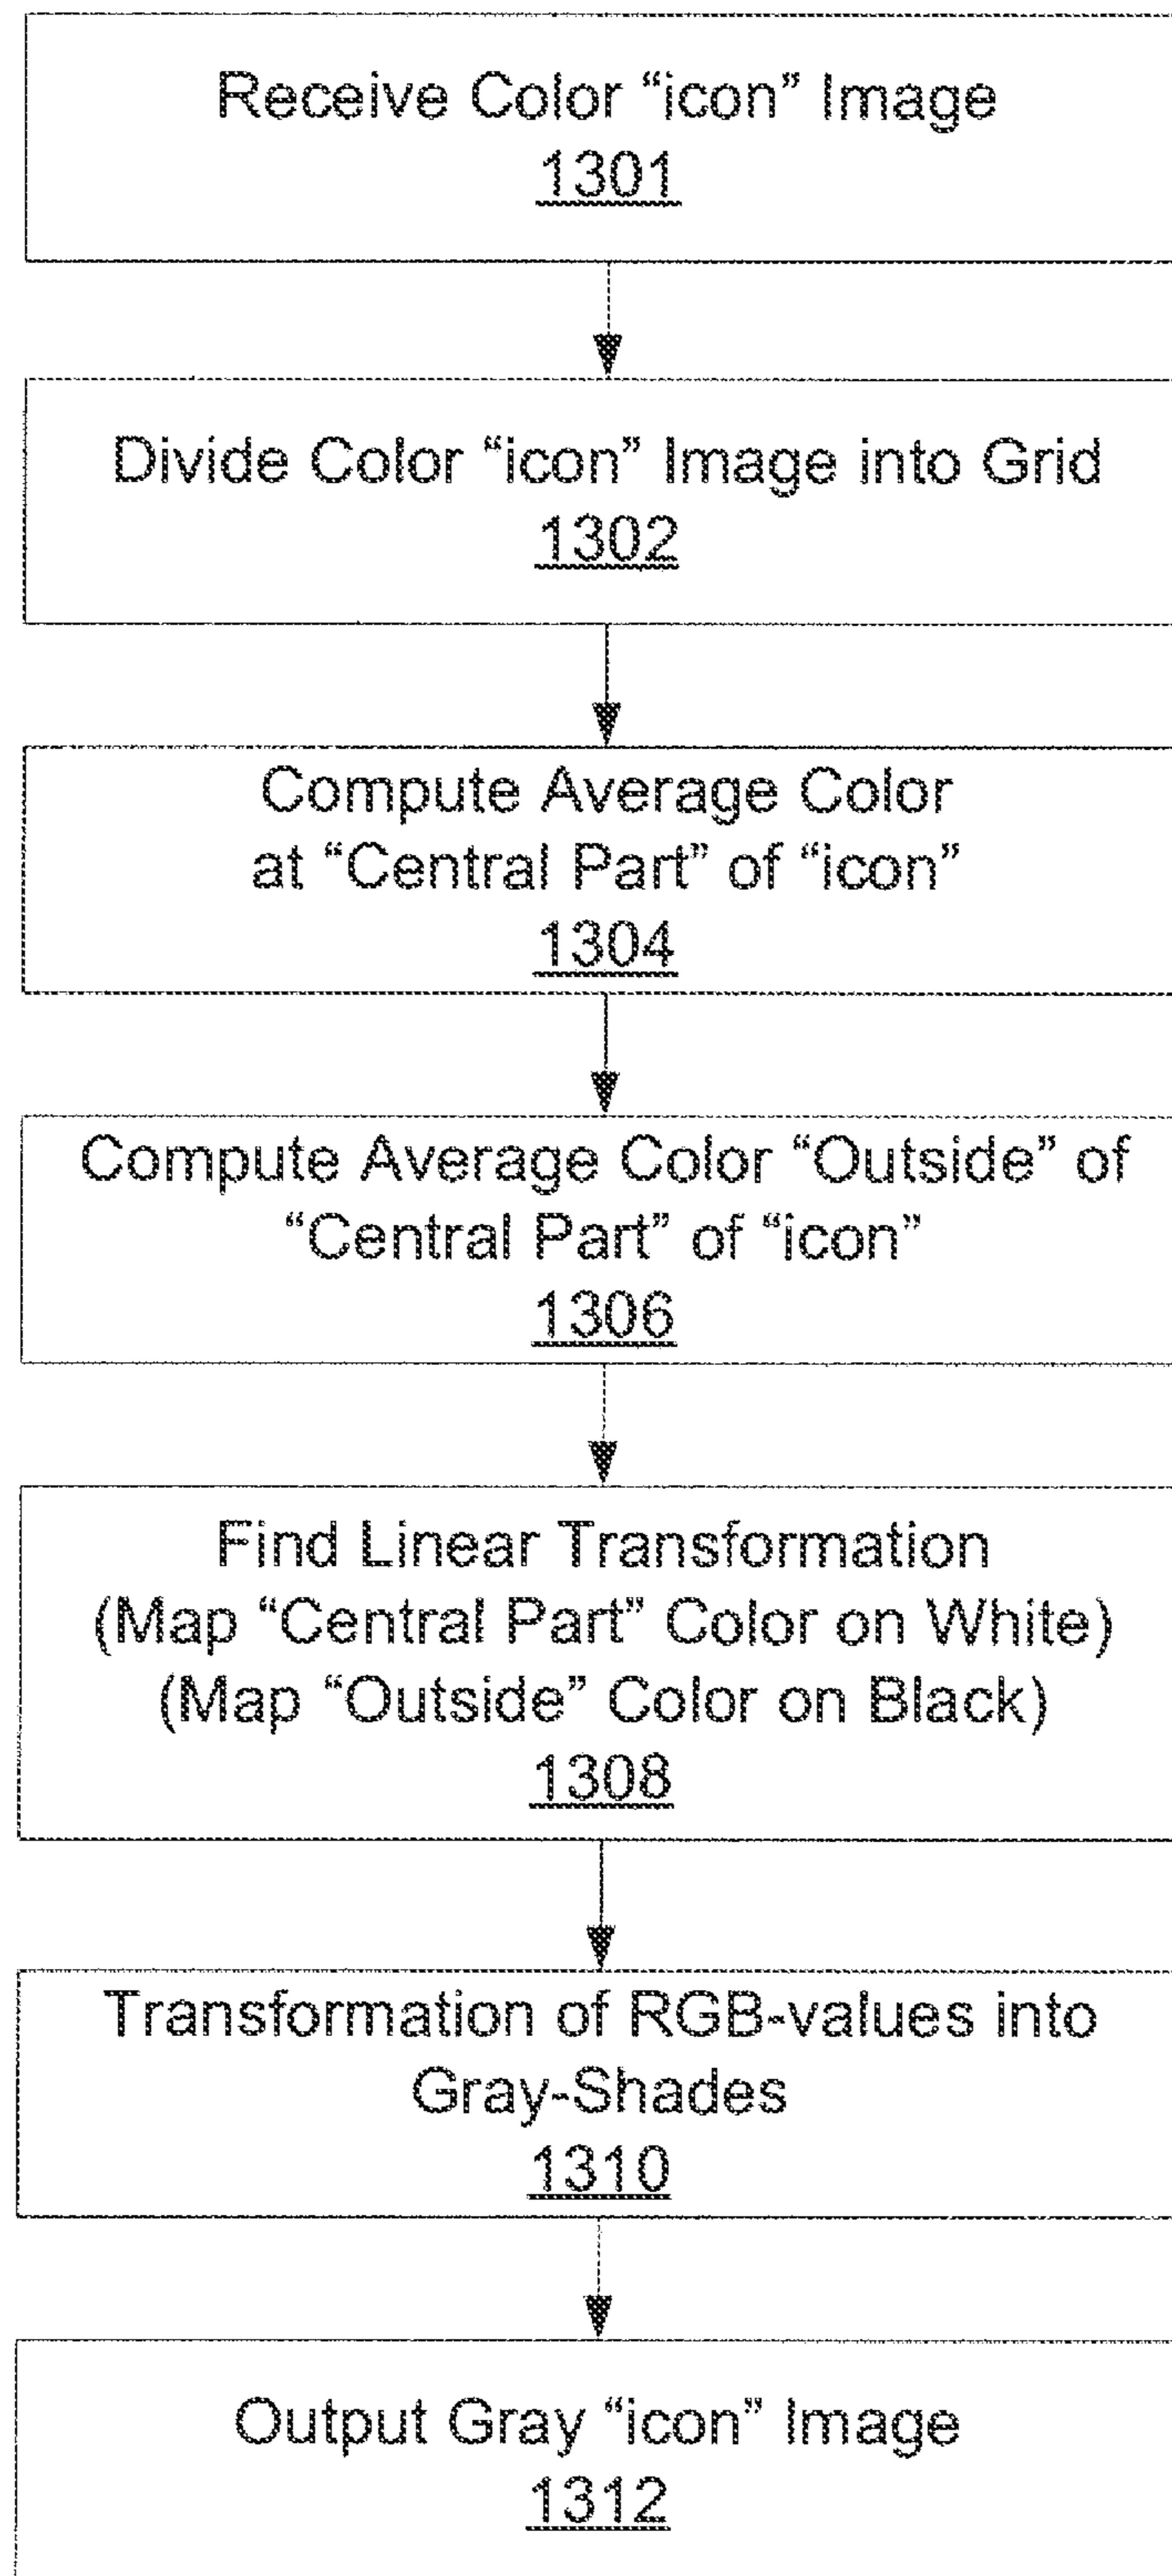 Receive Color “icon” Image
1301
Divide Color “icon” Image into Grid
1302
Compute Average Color
at “Central Part” of “icon”
1304
Compute Average Color “Outside” of
“Central Part” of “icon”
1306
Find Linear Transformation
(Map “Central Part” Color on White)
(Map “Outside” Color on Black)
1308
Transformation of RGB-values into
Gray-Shades
1310
Output Gray “icon” Image
1312